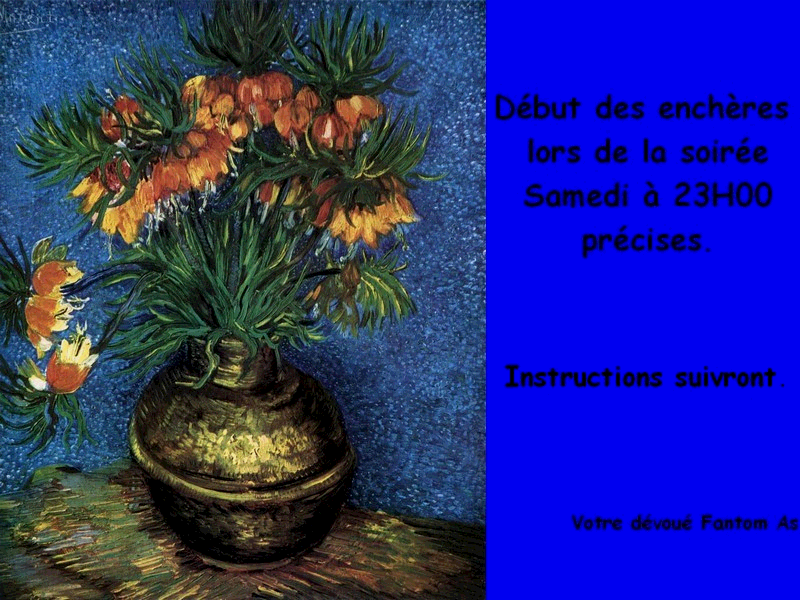 Début des enchères
lors de la soirée
Samedi à 23H00
précises.
Instructions suivront.
Votre dévoué Fantom As